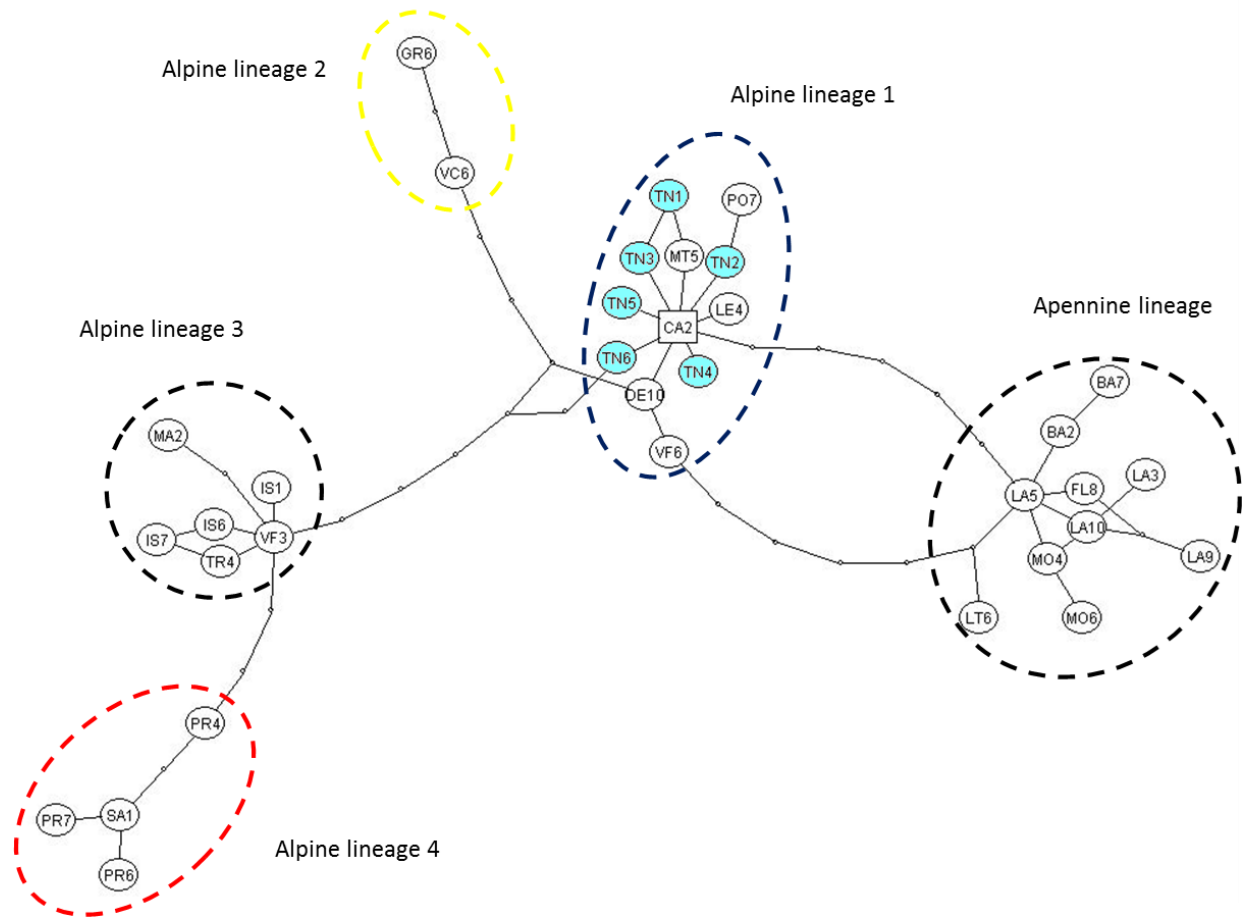 GR6
Alpine lineage 2
Alpine lineage 1
VC6
TN1
PO7
TN3
MT5
TN2
TN5
LE4
Apennine lineage
Alpine lineage 3
CA2
TN6
TN4
DE10
BA7
MA2
BA2
VF6
IS1
LA5
FL8
LA3
IS6
IS7
VF3
LA10
TR4
MO4
LA9
LT6
MO6
PR4
SA1
PR7
Alpine lineage 4
PR6